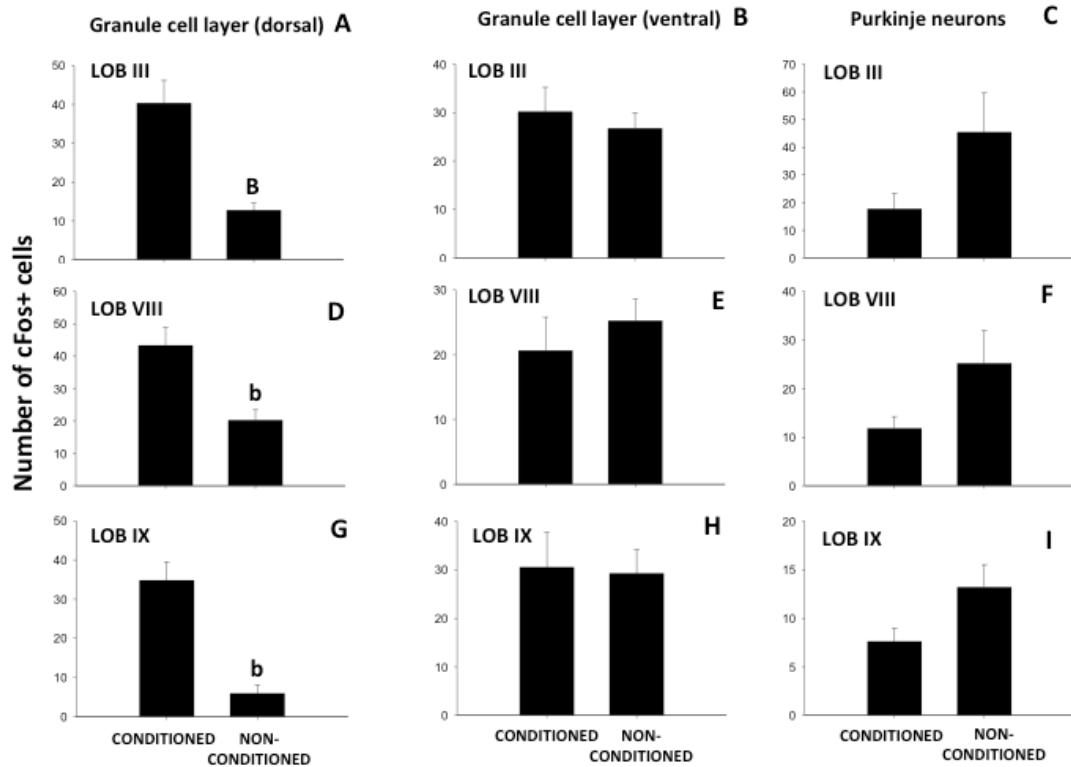 Granule cell layer (dorsal) A
Granule cell layer (ventral) B
Purkinje neurons C
Number of cFos+ cells
LOB III
50
40
30
20
10
0
B
LOB III
40
30
20
10
0
LOB III
70
60
50
40
30
20
10
0
LOB VIII
D
60
50
40
30
20
10
0
b
LOB VIII
E
30
20
10
0
LOB VIII
F
40
30
20
10
0
LOB IX
G
50
40
30
20
10
0
b
CONDITIONED
NON-
CONDITIONED
LOB IX
H
40
30
20
10
0
CONDITIONED
NON-
CONDITIONED
LOB IX
I
20
15
10
5
0
CONDITIONED
NON-
CONDITIONED